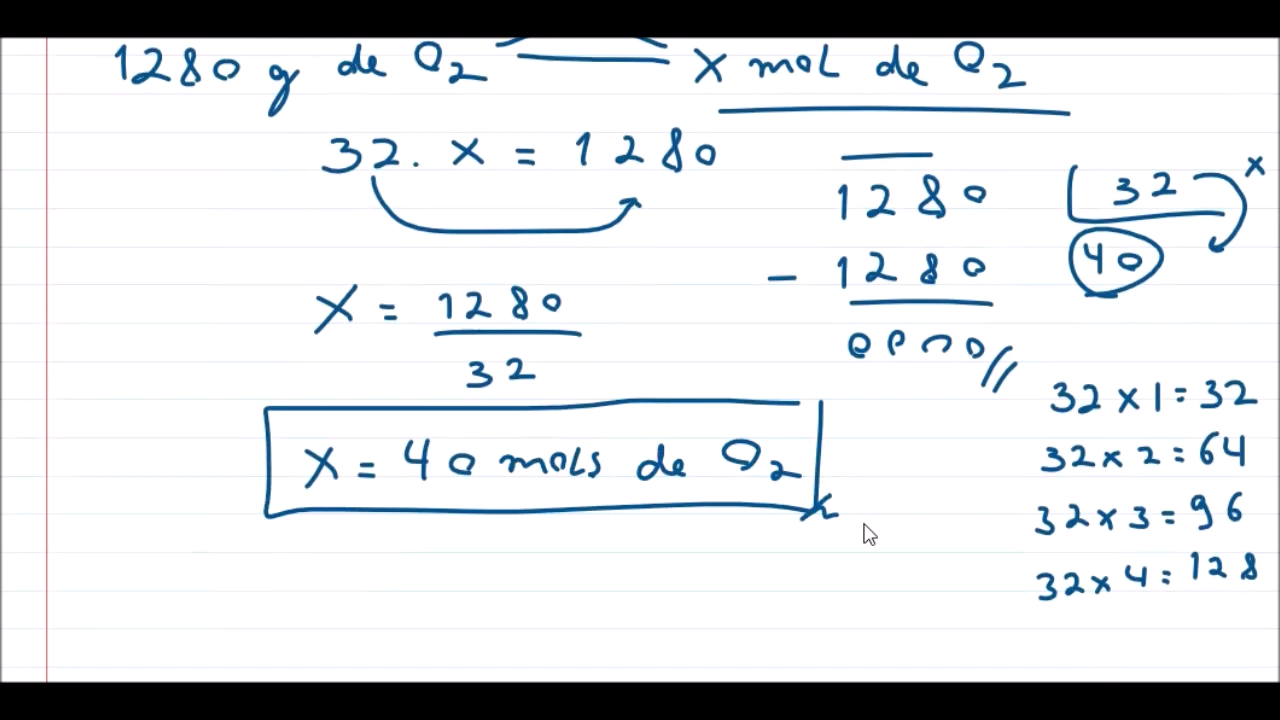 1280 g de O2 X mol de O2
32 . X = 1280
1280 32 x
- 1280 40
0000
X = 1280
32
X = 40 mols de O2
32 x 1 = 32
32 x 2 = 64
32 x 3 = 96
32 x 4 = 128